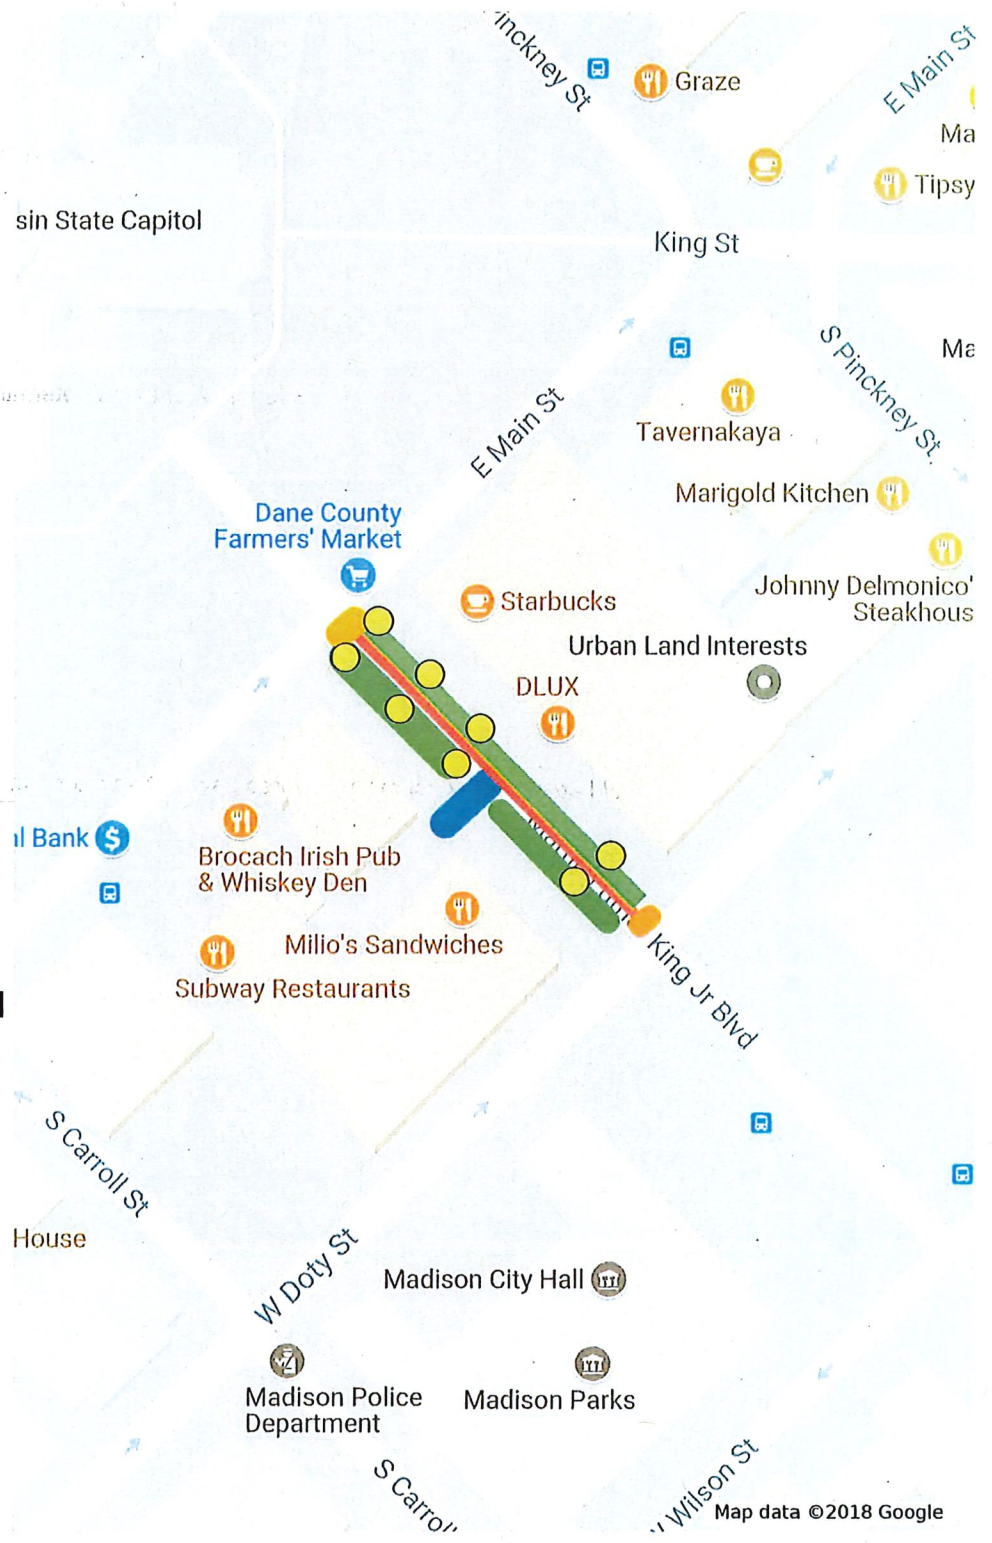 inckney St
Graze
E Main St
Ma
Tipsy
sin State Capitol
King St
S Pinckney St
Ma
E Main St
Tavernakaya
Marigold Kitchen
Dane County
Farmers' Market
Johnny Delmonico'
Steakhous
Starbucks
Urban Land Interests
DLUX
al Bank
Brocach Irish Pub
& Whiskey Den
Milio's Sandwiches
Subway Restaurants
King Jr Blvd
S Carroll St
House
W Doty St
Madison City Hall
Madison Police
Department
Madison Parks
S Carrol
W Wilson St
Map data ©2018 Google